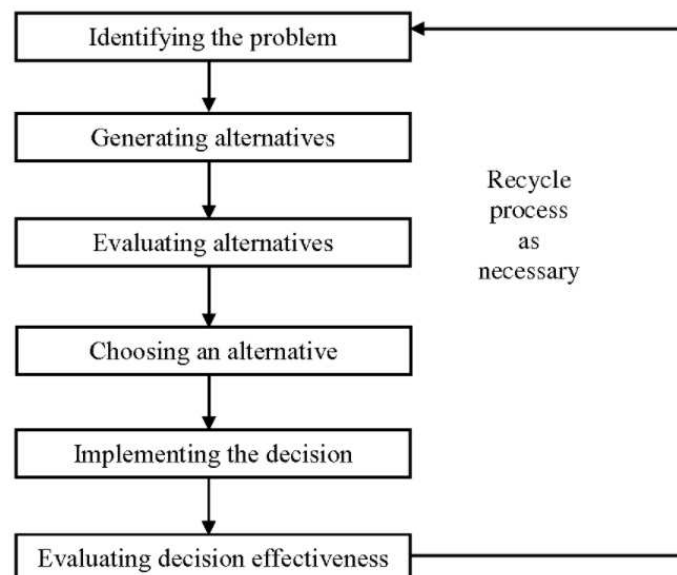 Identifying the problem
Generating alternatives
Evaluating alternatives
Recycle
process
as
necessary
Choosing an alternative
Implementing the decision
Evaluating decision effectiveness